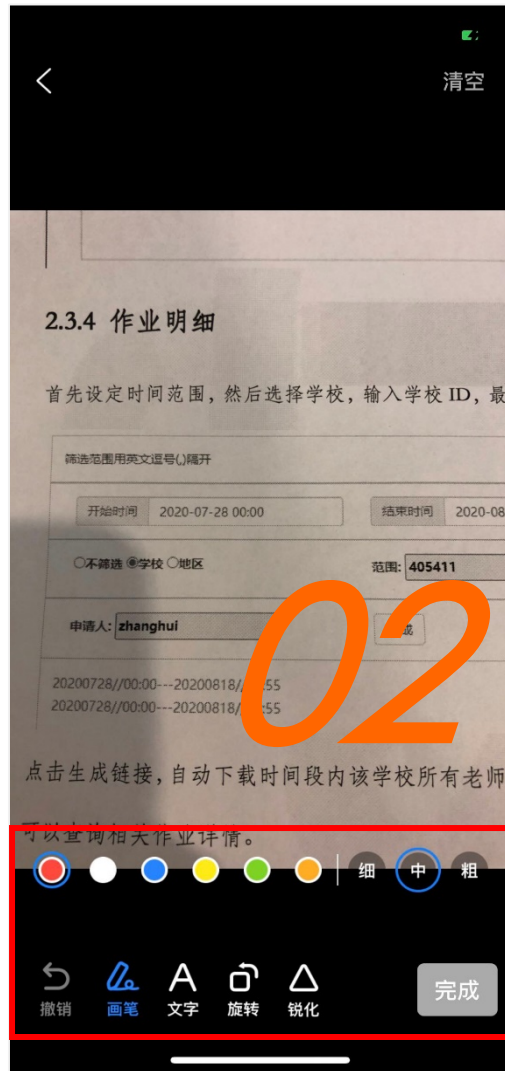 清空
2.3.4 作业明细
首先设定时间范围，然后选择学校，输入学校 ID，最
筛选范围用英文逗号(,)隔开
开始时间 2020-07-28 00:00 结束时间 2020-08
不筛选 学校 地区 范围: 405411
申请人: zhanghui 成
20200728//00:00---20200818// :55
20200728//00:00---20200818// :55
02
点击生成链接，自动下载时间段内该学校所有老师
可以查询相关作业详情。
细 中 粗
撤销 画笔 文字 旋转 锐化 完成